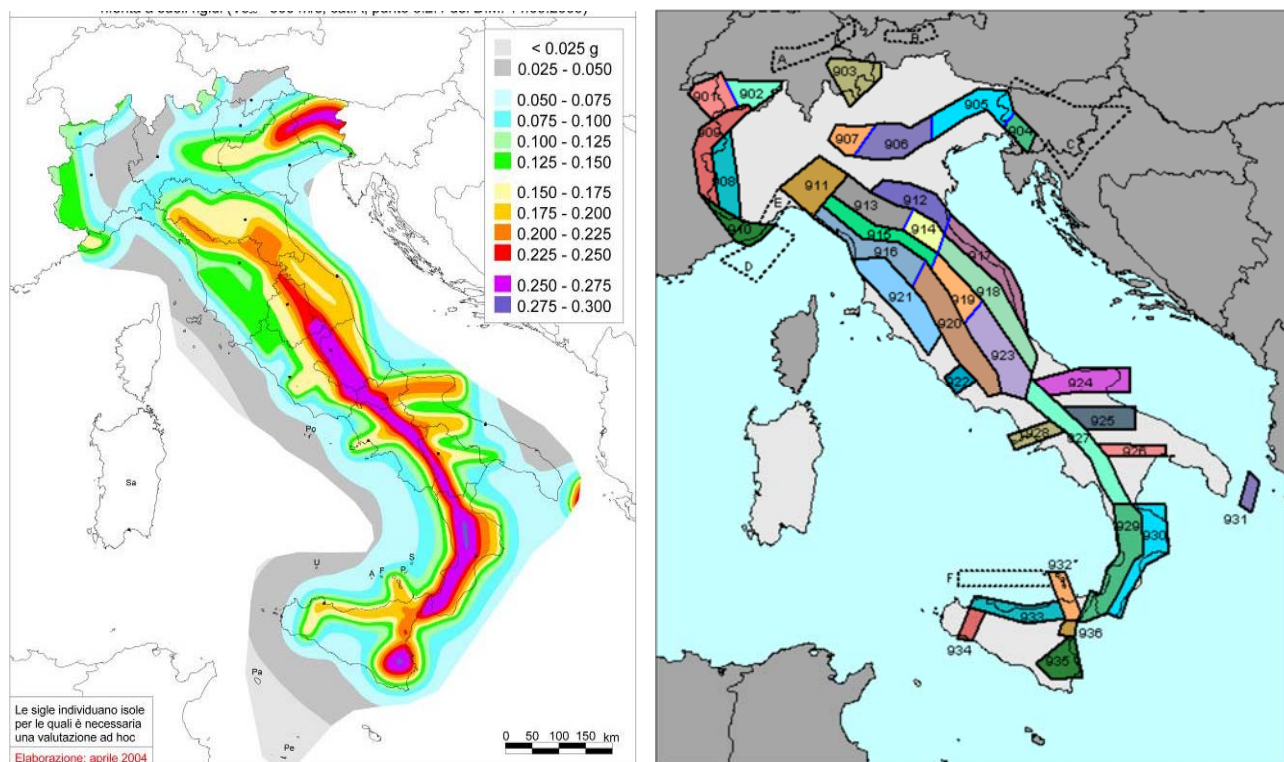 < 0.025 g
0.025 - 0.050
0.050 - 0.075
0.075 - 0.100
0.100 - 0.125
0.125 - 0.150
0.150 - 0.175
0.175 - 0.200
0.200 - 0.225
0.225 - 0.250
0.250 - 0.275
0.275 - 0.300
Po
Sa
U
A
F
P
S
Pa
Pe
Le sigle individuano isole
per le quali è necessaria
una valutazione ad hoc
Elaborazione: aprile 2004
0 50 100 150 km
A
B
903
901
902
905
909
907
906
904
C
908
911
912
E
913
914
910
915
916
917
D
921
919
918
920
923
922
924
925
928
927
926
931
929
930
932
F
933
936
934
935